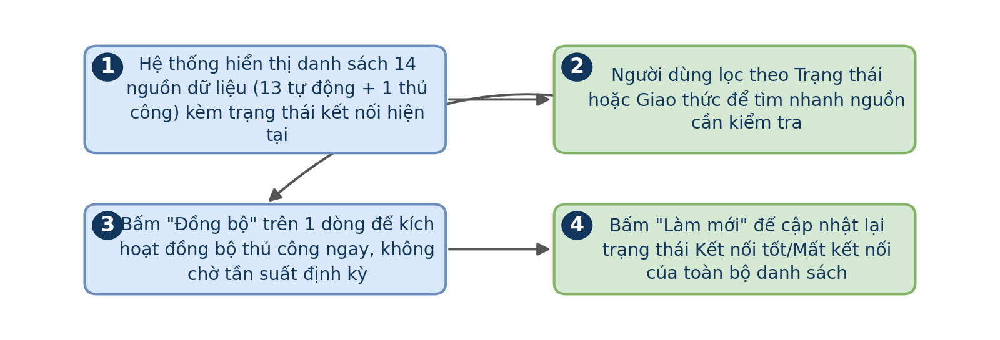 1
Hệ thống hiển thị danh sách 14
nguồn dữ liệu (13 tự động + 1 thủ
công) kèm trạng thái kết nối hiện
tại
2
Người dùng lọc theo Trạng thái
hoặc Giao thức để tìm nhanh nguồn
cần kiểm tra
3
Bấm "Đồng bộ" trên 1 dòng để kích
hoạt đồng bộ thủ công ngay, không
chờ tần suất định kỳ
4
Bấm "Làm mới" để cập nhật lại
trạng thái Kết nối tốt/Mất kết nối
của toàn bộ danh sách